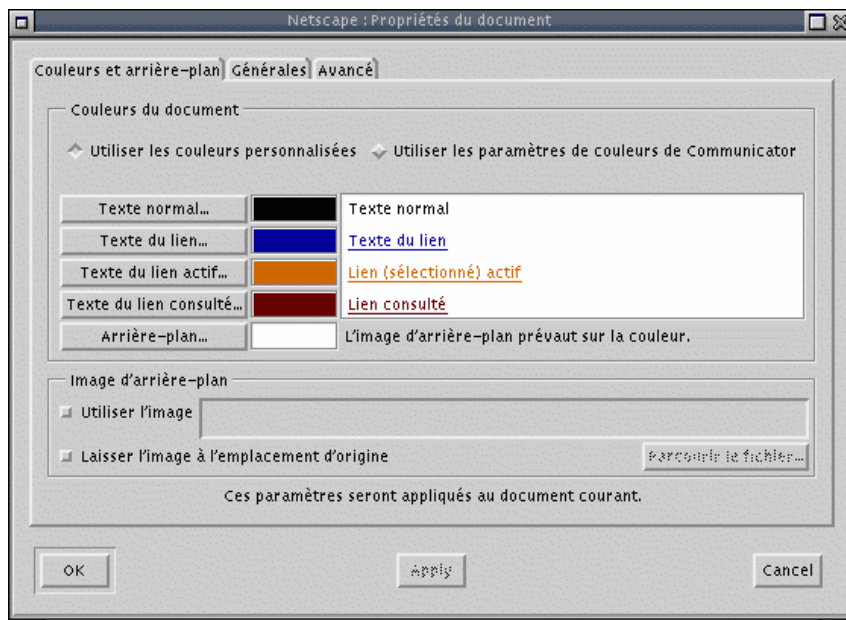 Netscape : Propriétés du document
Couleurs et arrière-plan Générales Avancé
Couleurs du document
Utiliser les couleurs personnalisées Utiliser les paramètres de couleurs de Communicator
Texte normal... Texte normal
Texte du lien... Texte du lien
Texte du lien actif... Lien (sélectionné) actif
Texte du lien consulté... Lien consulté
Arrière-plan... L'image d'arrière-plan prévaut sur la couleur.
Image d'arrière-plan
Utiliser l'image
Laisser l'image à l'emplacement d'origine Parcourir le fichier...
Ces paramètres seront appliqués au document courant.
OK Apply Cancel